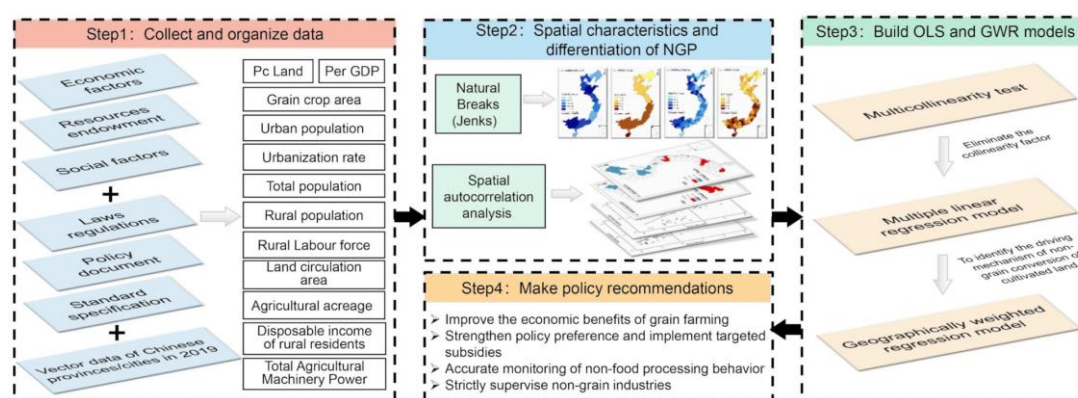 Step1: Collect and organize data
Economic factors
Resources endowment
Social factors
+
Laws regulations
Policy document
Standard specification
+
Vector data of Chinese
provinces/cities in 2019
Pc Land
Per GDP
Grain crop area
Urban population
Urbanization rate
Total population
Rural population
Rural Labour force
Land circulation
area
Agricultural acreage
Disposable income
of rural residents
Total Agricultural
Machinery Power
Step2: Spatial characteristics and
differentiation of NGP
Natural
Breaks
(Jenks)
Spatial
autocorrelation
analysis
Step3: Build OLS and GWR models
Multicollinearity test
Eliminate the
collinearity factor
Multiple linear
regression model
To identify the driving
mechanism of non-
grain conversion of
cultivated land
Geographically weighted
regression model
Step4: Make policy recommendations
➢ Improve the economic benefits of grain farming
➢ Strengthen policy preference and implement targeted
subsidies
➢ Accurate monitoring of non-food processing behavior
➢ Strictly supervise non-grain industries